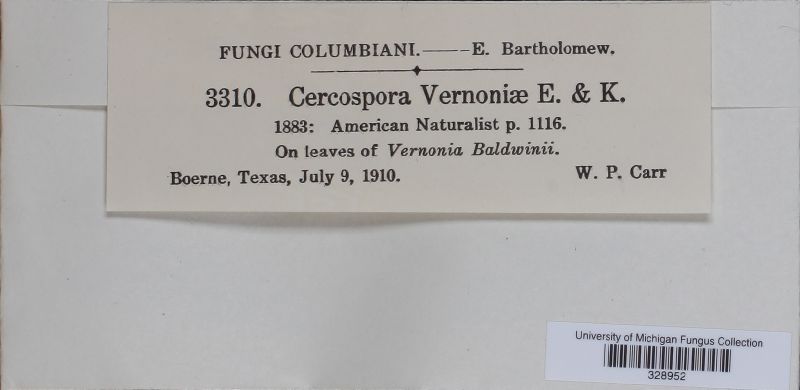 FUNGI COLUMBIANI.——E. Bartholomew.
3310. Cercospora Vernoniæ E. & K.
1883: American Naturalist p. 1116.
On leaves of Vernonia Baldwinii.
Boerne, Texas, July 9, 1910. W. P. Carr
University of Michigan Fungus Collection
328952